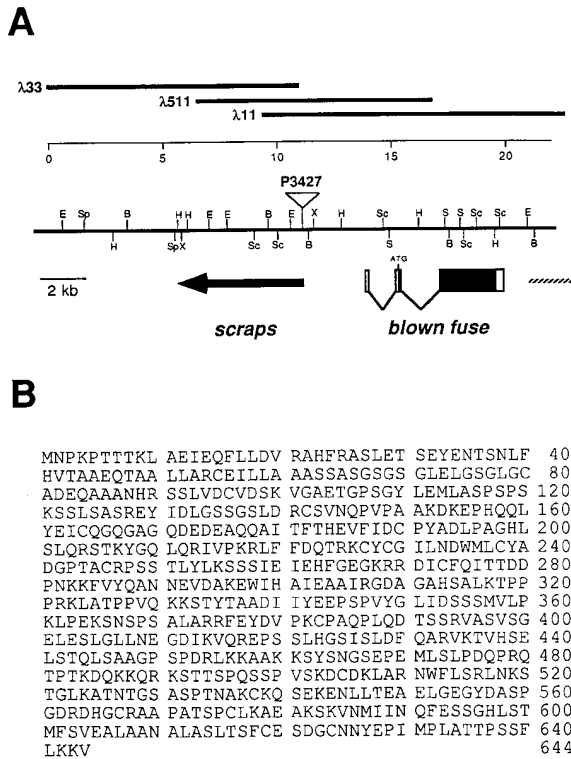 A
λ33
λ511
λ11
0 5 10 15 20
P3427
E Sp B H H E E B E X H Sc H S S Sc Sc E
H Sp X Sc Sc B S B Sc H B
ATG
2 kb
scraps blown fuse
B
MNPKPTTTKL AEIEQFLLDV RAHFRASLET SEYENTSNLF 40
HVTAAEQTAA LLARCEILLA AASSASGSGS GLELGSGLGC 80
ADEQAAANHR SSLVDCVDSK VGAETGPSGY LEMLASPSPS 120
KSSLSASREY IDLGSSGSLD RCSVNQPVPA AKDKEPHQQL 160
YEICQGQGAG QDEDEAQQAI TFTHEVFIDC PYADLPAGHL 200
SLQRSTKYGQ LQRIVPKRLF FDQTRKCYCG ILNDWMLCYA 240
DGPTACRPSS TLYLKSSSIE IEHFGEGKRR DICFQITTDD 280
PNKKFVYQAN NEVDAKEWIH AIEAAIRGDA GAHSALKTPP 320
PRKLATPPVQ KKSTYTAADI IYEEPSPVYG LIDSSSMVLP 360
KLPEKSNSPS ALARRFEYDV PKCPAQPLQD TSSRVASVSG 400
ELESLGLLNEG GDIKVQREPS SLHGSISLDF QARVKTVHSE 440
LSTQLSAAGP SPDRLKKAAK KSYSNGSEPE MLSLPDQPRQ 480
TPTKDQKKQR KSTTSPQSSP VSKDCDKLAR NWFLSRLNKS 520
TGLKATNTGS ASPTNAKCKQ SEKENLLTEA ELGEGYDASP 560
GDRDHGCRAA PATSPCLKAE AKSKVNMIIN QFESSGHLST 600
MFSVEALAAN ALASLTSFCE SDGCNNYEPI MPLATTPSSF 640
LKKV 644